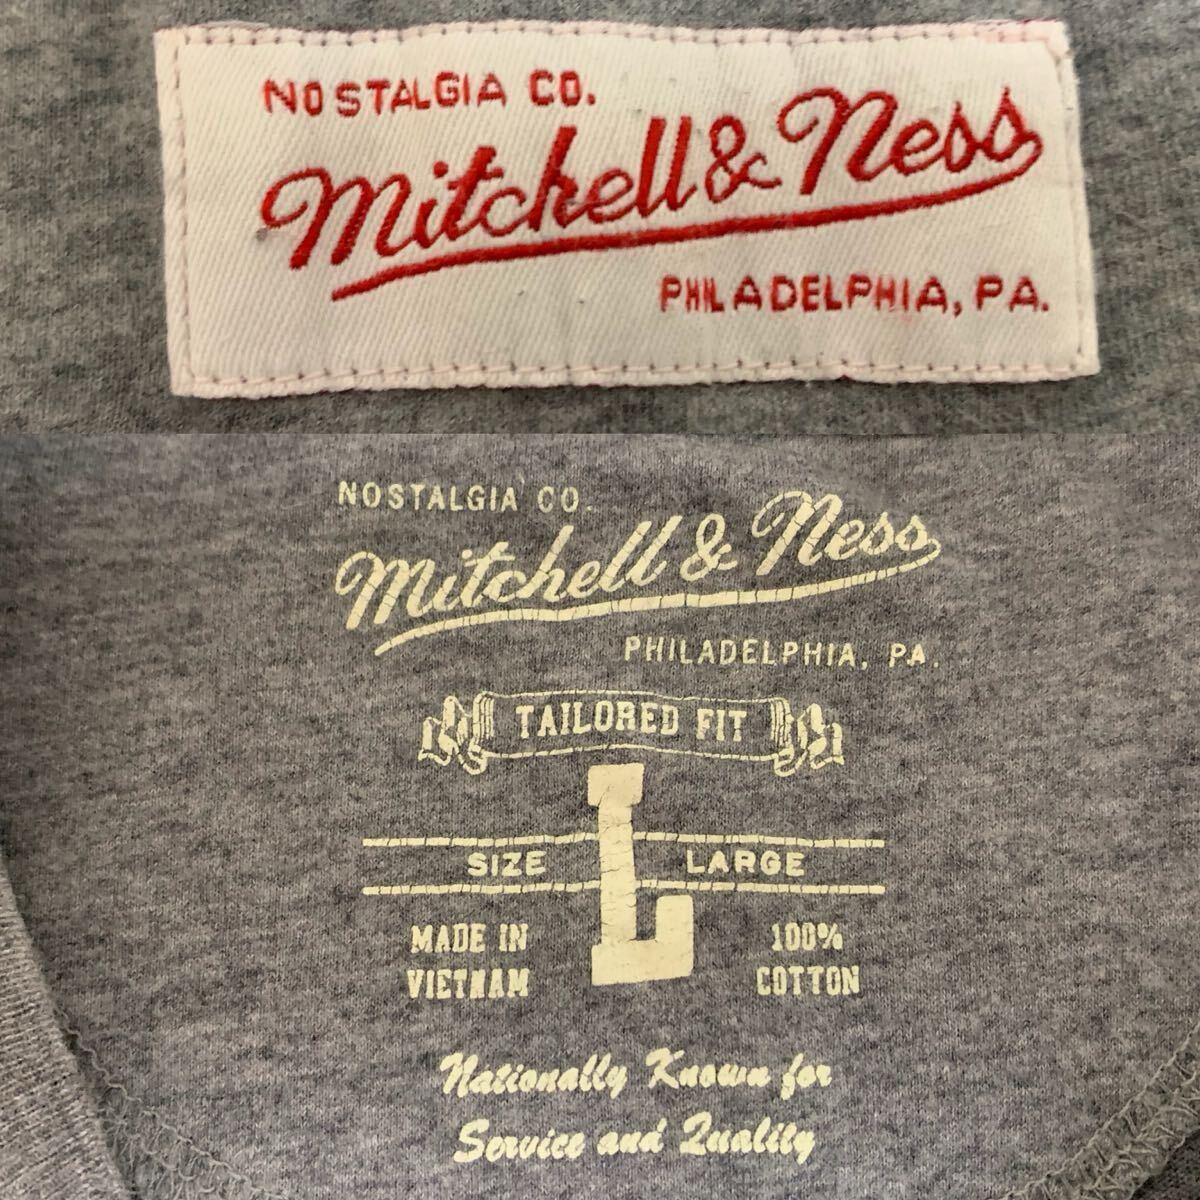 NOSTALGIA CO.
Mitchell & Ness
PHILADELPHIA, PA.
NOSTALGIA CO.
Mitchell & Ness
PHILADELPHIA, PA.
TAILORED FIT
SIZE L LARGE
MADE IN 100%
VIETNAM COTTON
Nationally Known for
Service and Quality